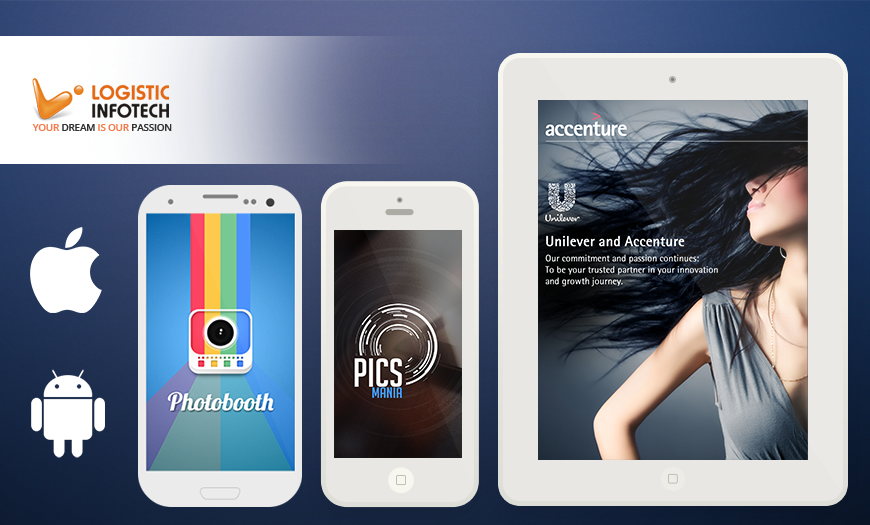 LOGISTIC
INFOTECH
YOUR DREAM IS OUR PASSION
Photobooth
PICS
MANIA
accenture
Unilever
Unilever and Accenture
Our commitment and passion continues:
To be your trusted partner in your innovation
and growth journey.